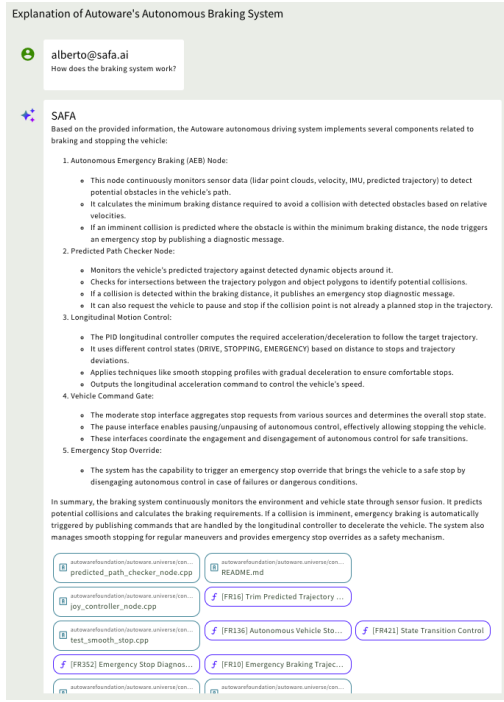 Explanation of Autoware's Autonomous Braking System
alberto@safa.ai
How does the braking system work?
SAFA
Based on the provided information, the Autoware autonomous driving system implements several components related to
braking and stopping the vehicle:
1. Autonomous Emergency Braking (AEB) Node:
This node continuously monitors sensor data (lidar point clouds, velocity, IMU, predicted trajectory) to detect
potential obstacles in the vehicle's path.
It calculates the minimum braking distance required to avoid a collision with detected obstacles based on relative
velocities.
If an imminent collision is predicted where the obstacle is within the minimum braking distance, the node triggers
an emergency stop by publishing a diagnostic message.
2. Predicted Path Checker Node:
Monitors the vehicle's predicted trajectory against detected dynamic objects around it.
Checks for intersections between the trajectory polygon and object polygons to identify potential collisions.
If a collision is detected within the braking distance, it publishes an emergency stop diagnostic message.
It can also request the vehicle to pause and stop if the collision point is not already a planned stop in the trajectory.
3. Longitudinal Motion Control:
The PID longitudinal controller computes the required acceleration/deceleration to follow the target trajectory.
It uses different control states (DRIVE, STOPPING, EMERGENCY) based on distance to stops and trajectory
deviations.
Applies techniques like smooth stopping profiles with gradual deceleration to ensure comfortable stops.
Outputs the longitudinal acceleration command to control the vehicle's speed.
4. Vehicle Command Gate:
The moderate stop interface aggregates stop requests from various sources and determines the overall stop state.
The pause interface enables pausing/unpausing of autonomous control, effectively allowing stopping the vehicle.
These interfaces coordinate the engagement and disengagement of autonomous control for safe transitions.
5. Emergency Stop Override:
The system has the capability to trigger an emergency stop override that brings the vehicle to a safe stop by
disengaging autonomous control in case of failures or dangerous conditions.
In summary, the braking system continuously monitors the environment and vehicle state through sensor fusion. It predicts
potential collisions and calculates the braking requirements. If a collision is imminent, emergency braking is automatically
triggered by publishing commands that are handled by the longitudinal controller to decelerate the vehicle. The system also
manages smooth stopping for regular maneuvers and provides emergency stop overrides as a safety mechanism.
autowarefoundation/autoware.universe/con...
predicted_path_checker_node.cpp
autowarefoundation/autoware.universe/con...
README.md
autowarefoundation/autoware.universe/con...
joy_controller_node.cpp
[FR16] Trim Predicted Trajectory ...
autowarefoundation/autoware.universe/con...
test_smooth_stop.cpp
[FR136] Autonomous Vehicle Sto...
[FR421] State Transition Control
[FR352] Emergency Stop Diagnos...
[FR10] Emergency Braking Trajec...
autowarefoundation/autoware.universe/con...
autowarefoundation/autoware.universe/con...